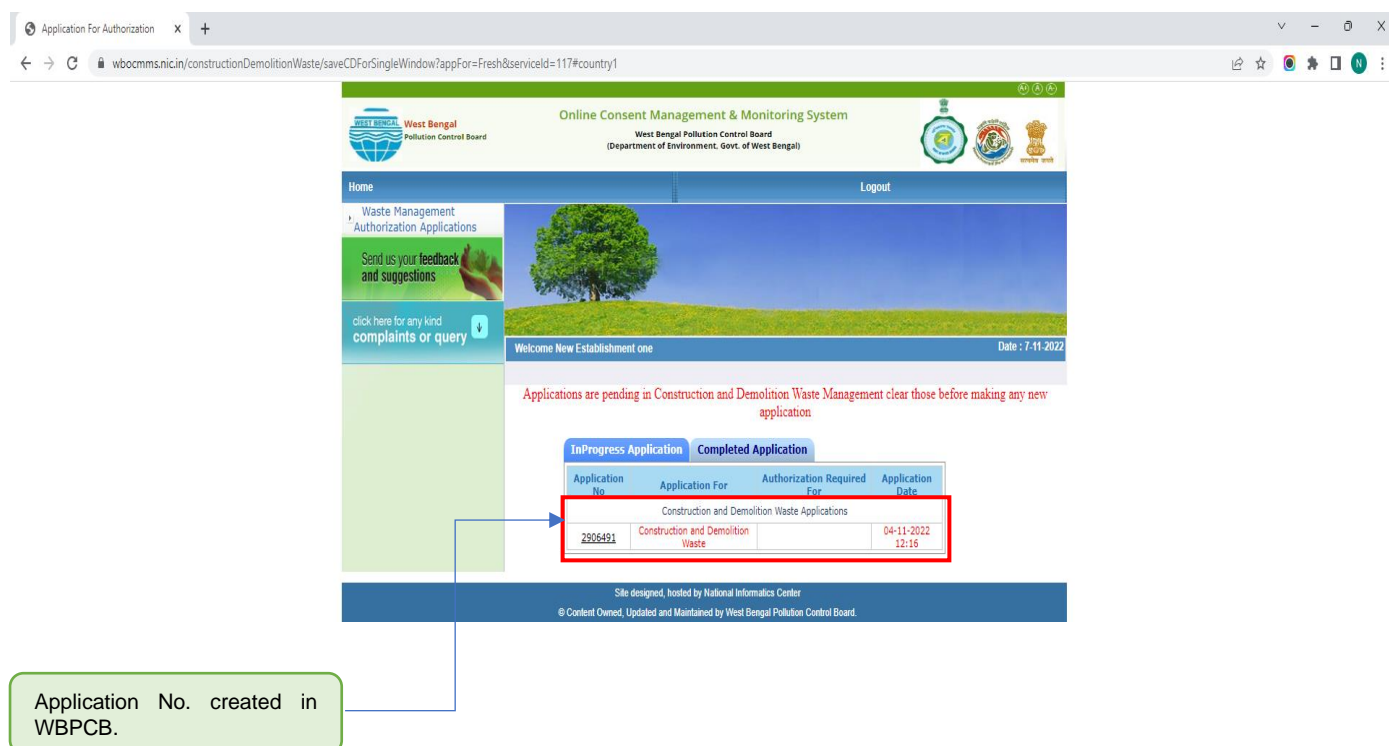 Application For Authorization
wbocmms.nic.in/constructionDemolitionWaste/saveCDForSingleWindow?appFor=Fresh&serviceId=117#country1
N
A+ A A-
WEST BENGAL
West Bengal
Pollution Control Board
Online Consent Management & Monitoring System
West Bengal Pollution Control Board
(Department of Environment. Govt. of West Bengal)
सत्यमेव जयते
Home
Logout
Waste Management
Authorization Applications
Send us your feedback
and suggestions
click here for any kind
complaints or query
Welcome New Establishment one
Date : 7-11-2022
Applications are pending in Construction and Demolition Waste Management clear those before making any new
application
InProgress Application
Completed Application
Application No
Application For
Authorization Required For
Application Date
Construction and Demolition Waste Applications
2906491
Construction and Demolition Waste
04-11-2022 12:16
Site designed, hosted by National Informatics Center
© Content Owned, Updated and Maintained by West Bengal Pollution Control Board.
Application No. created in
WBPCB.